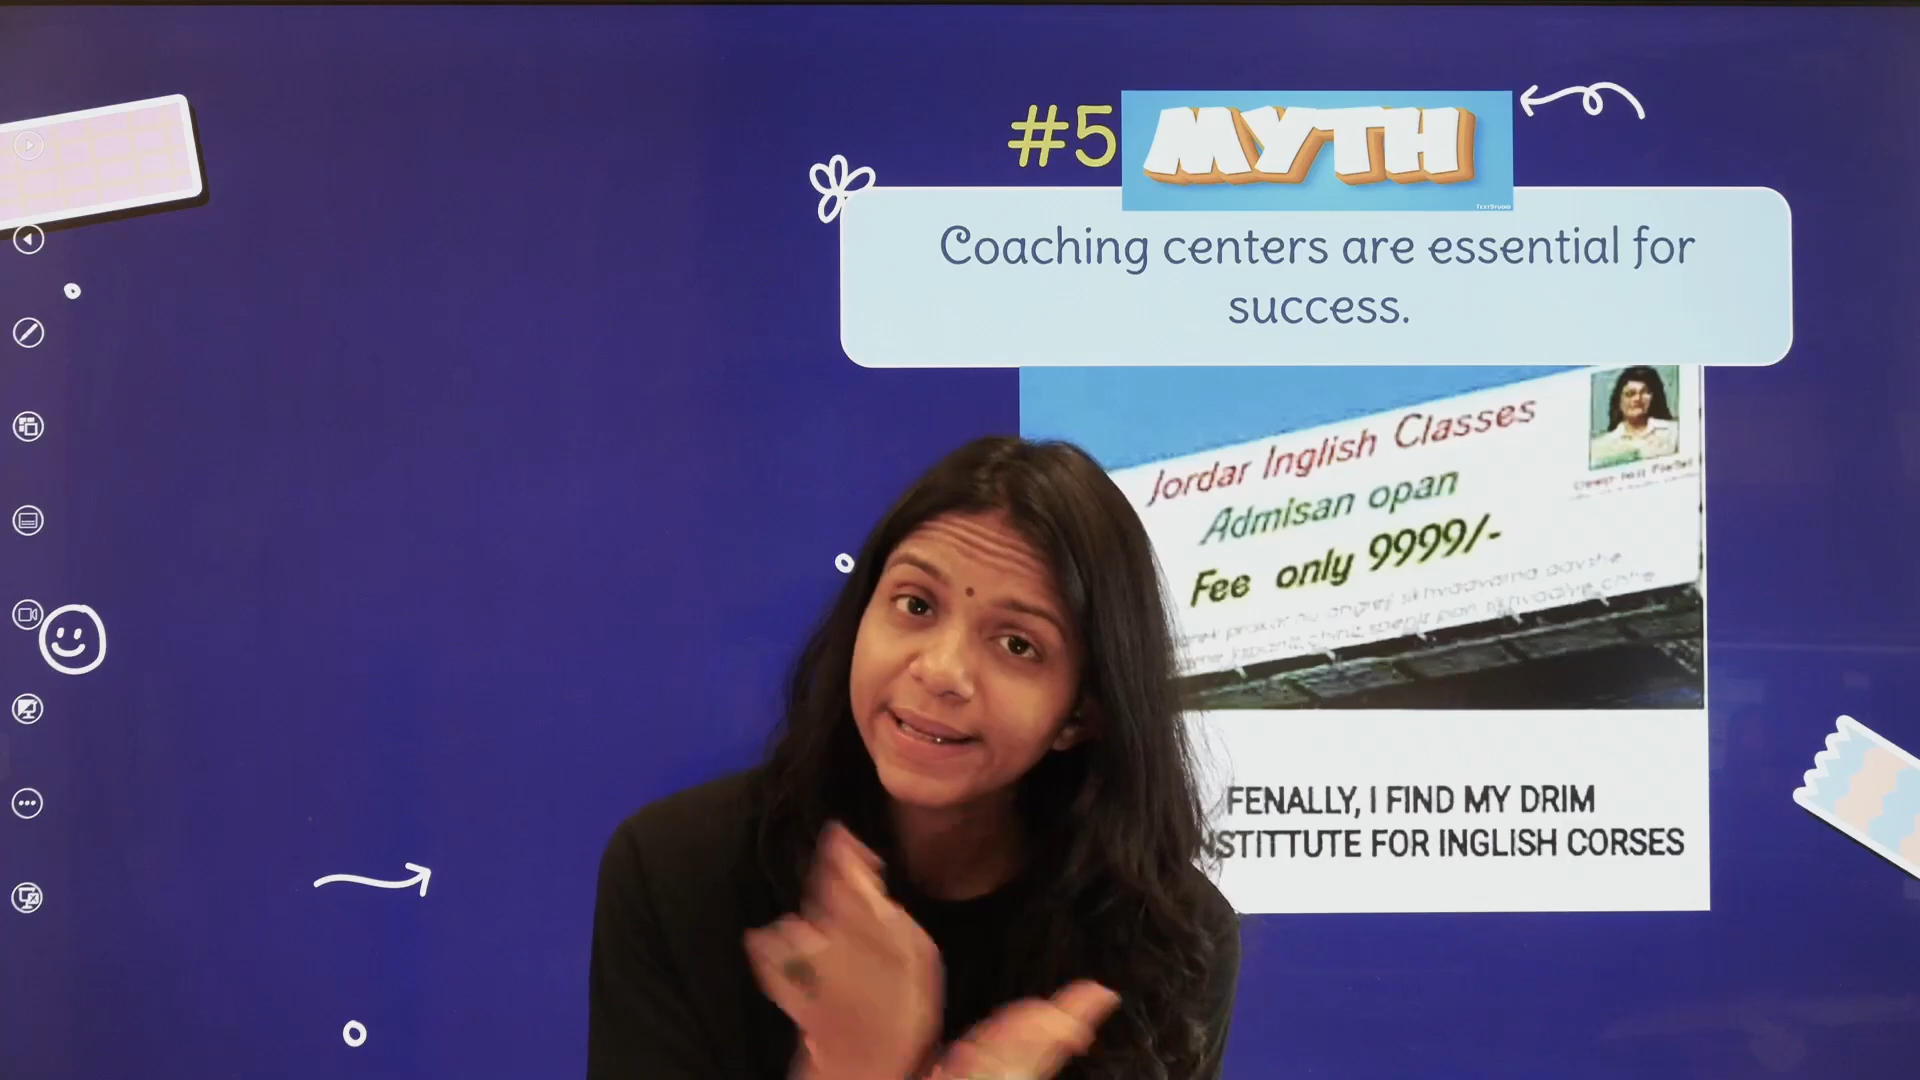 #5 MYTH
TEXTSTUDIO
Coaching centers are essential for
success.
Jordar Inglish Classes
Admisan opan
Fee only 9999/-
FENALLY, I FIND MY DRIM
NSTITTUTE FOR INGLISH CORSES